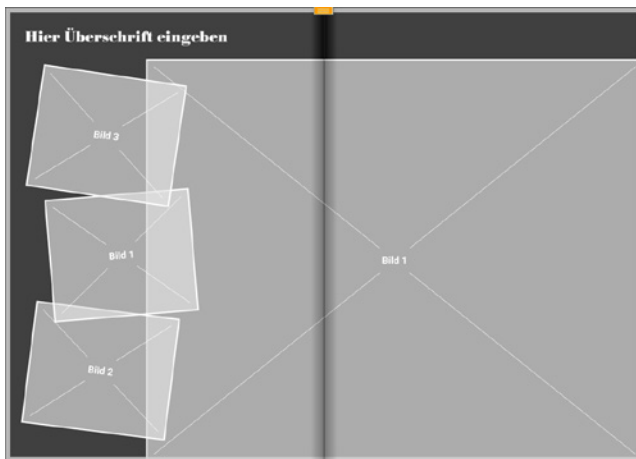 Hier Überschrift eingeben
Bild 3
Bild 1
Bild 1
Bild 2